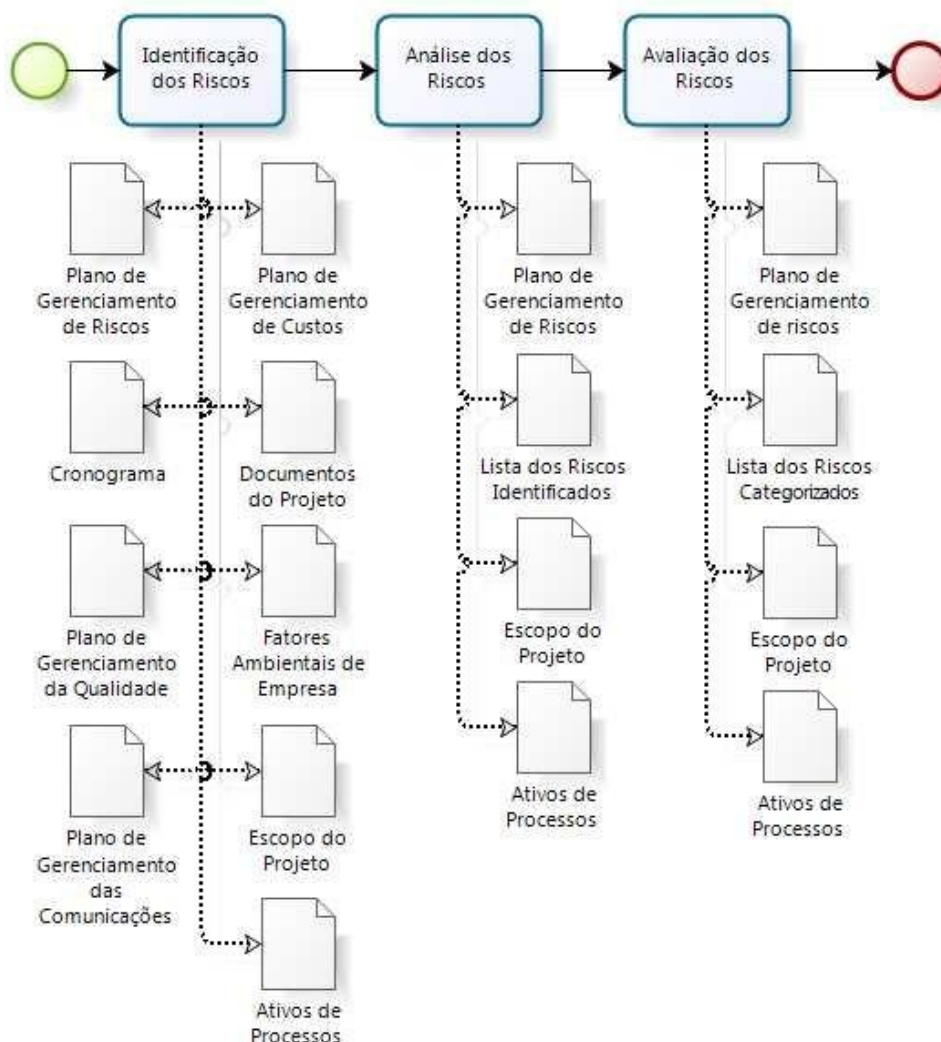 Identificação
dos Riscos
Análise dos
Riscos
Avaliação dos
Riscos
Plano de
Gerenciamento
de Riscos
Plano de
Gerenciamento
de Custos
Plano de
Gerenciamento
de Riscos
Plano de
Gerenciamento
de riscos
Cronograma
Documentos
do Projeto
Lista dos Riscos
Identificados
Lista dos Riscos
Categorizados
Plano de
Gerenciamento
da Qualidade
Fatores
Ambientais de
Empresa
Escopo do
Projeto
Escopo do
Projeto
Plano de
Gerenciamento
das
Comunicações
Escopo do
Projeto
Ativos de
Processos
Ativos de
Processos
Ativos de
Processos